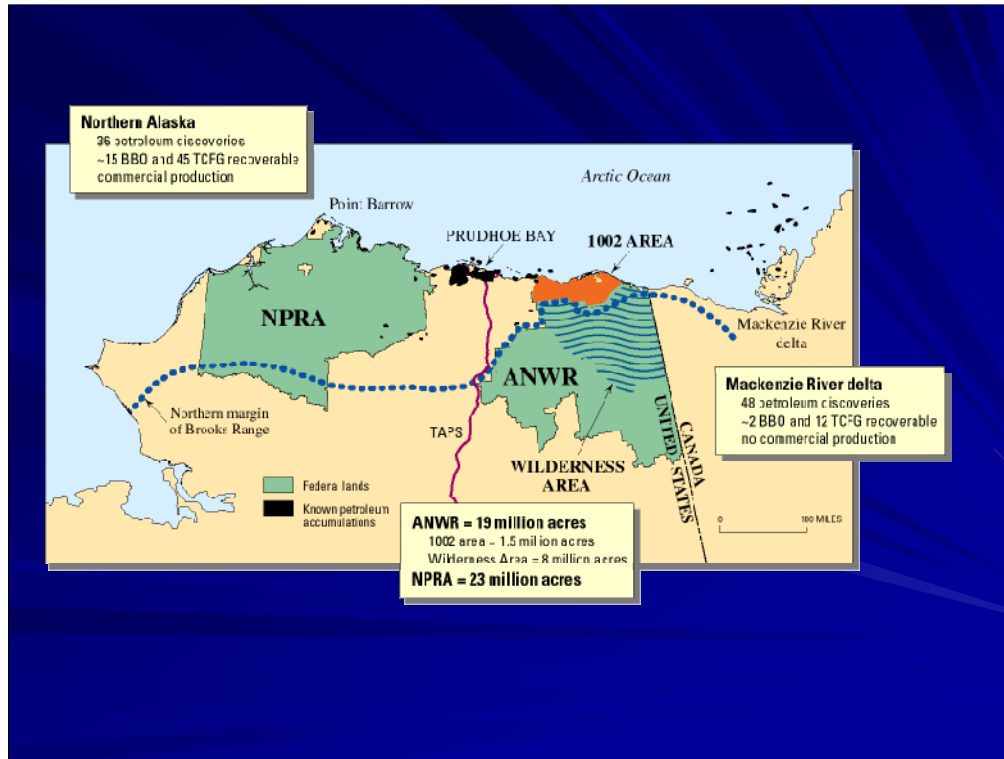 Northern Alaska
36 petroleum discoveries
~15 BBO and 45 TCFG recoverable
commercial production
Arctic Ocean
Point Barrow
PRUDHOE BAY
1002 AREA
NPRA
ANWR
Mackenzie River
delta
Mackenzie River delta
48 petroleum discoveries
~2 BBO and 12 TCFG recoverable
no commercial production
Northern margin
of Brooks Range
TAPS
WILDERNESS
AREA
UNITED STATES
CANADA
Federal lands
Known petroleum
accumulations
0 100 MILES
ANWR = 19 million acres
1002 area = 1.5 million acres
Wilderness Area = 8 million acres
NPRA = 23 million acres